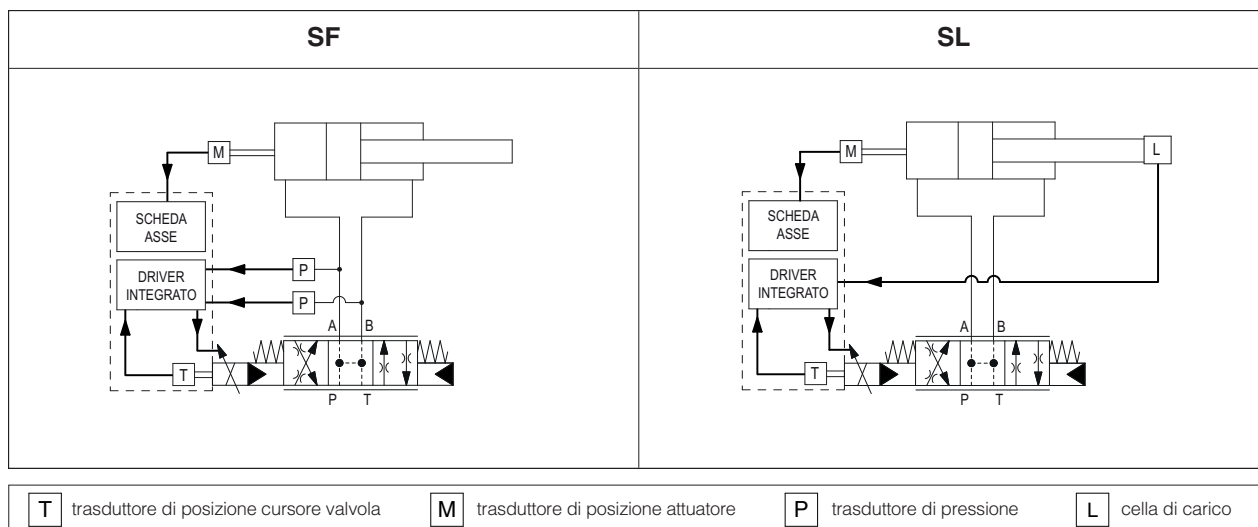 SF
SL
M
SCHEDA
ASSE
DRIVER
INTEGRATO
P
P
A B
T
P T
M
L
SCHEDA
ASSE
DRIVER
INTEGRATO
A B
T
P T
T trasduttore di posizione cursore valvola
M trasduttore di posizione attuatore
P trasduttore di pressione
L cella di carico